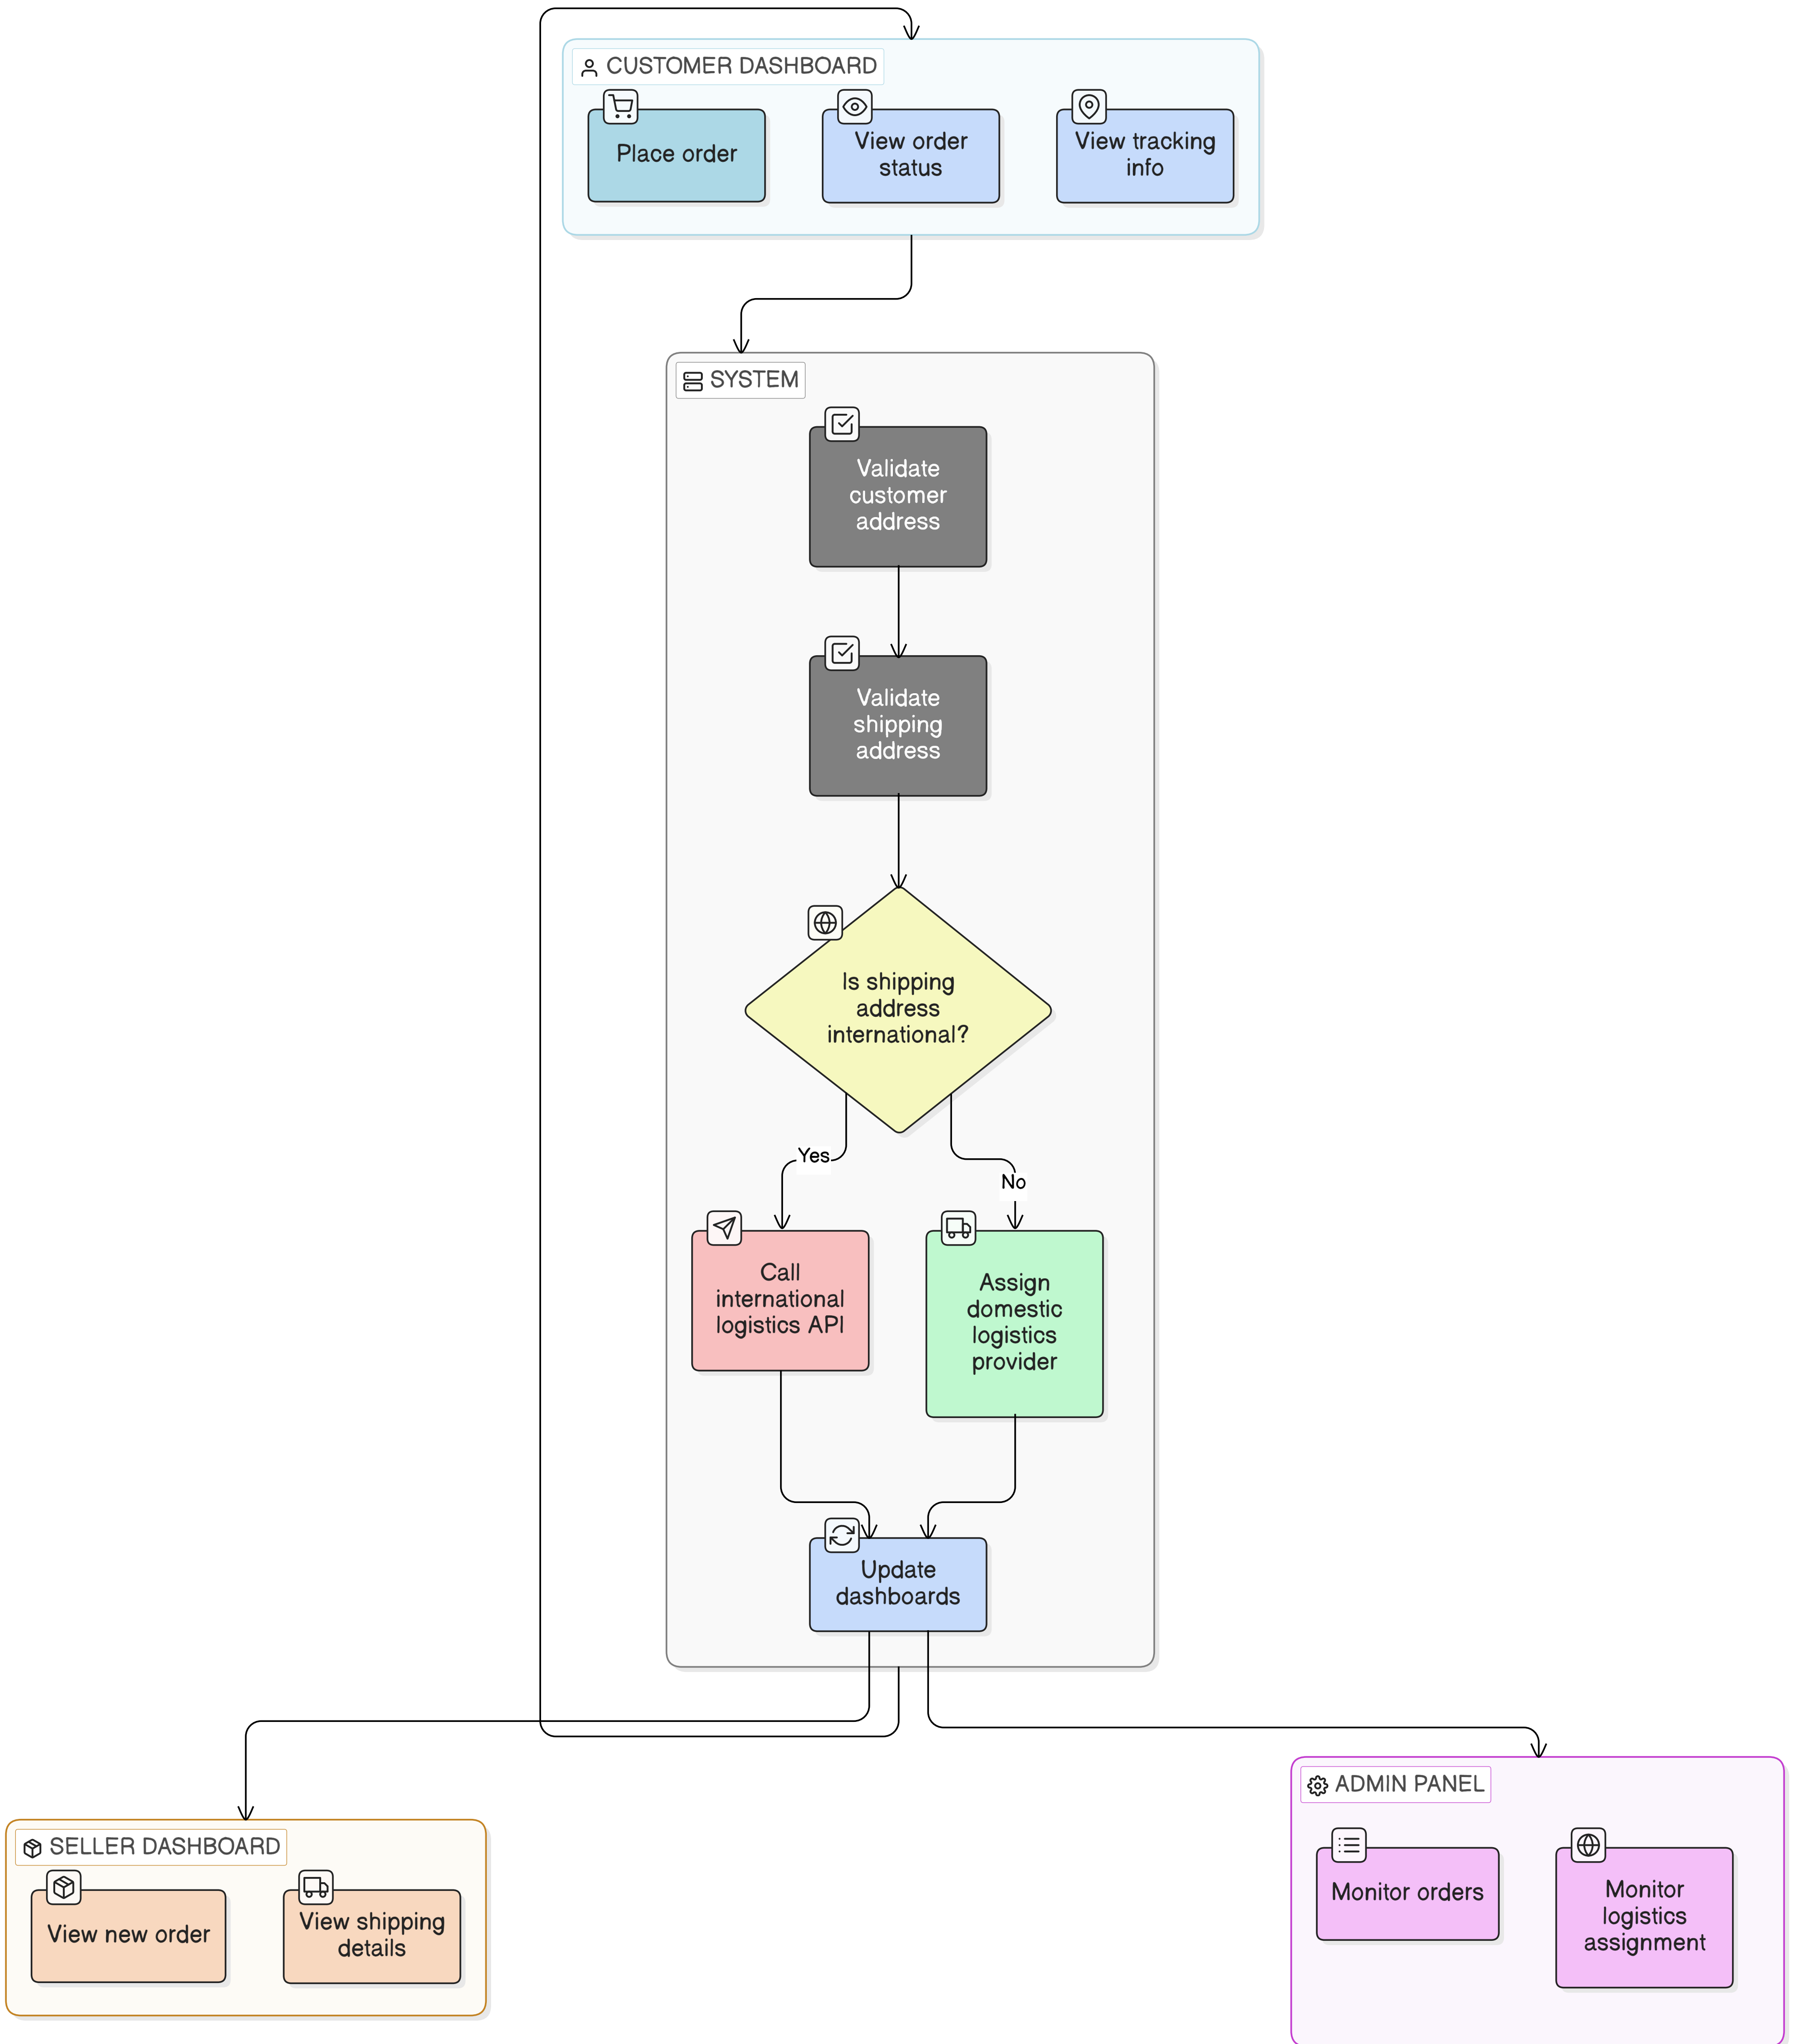 CUSTOMER DASHBOARD
Place order
View order
status
View tracking
info
SYSTEM
Validate
customer
address
Validate
shipping
address
Is shipping
address
international?
Yes
No
Call
international
logistics API
Assign
domestic
logistics
provider
Update
dashboards
SELLER DASHBOARD
View new order
View shipping
details
ADMIN PANEL
Monitor orders
Monitor
logistics
assignment